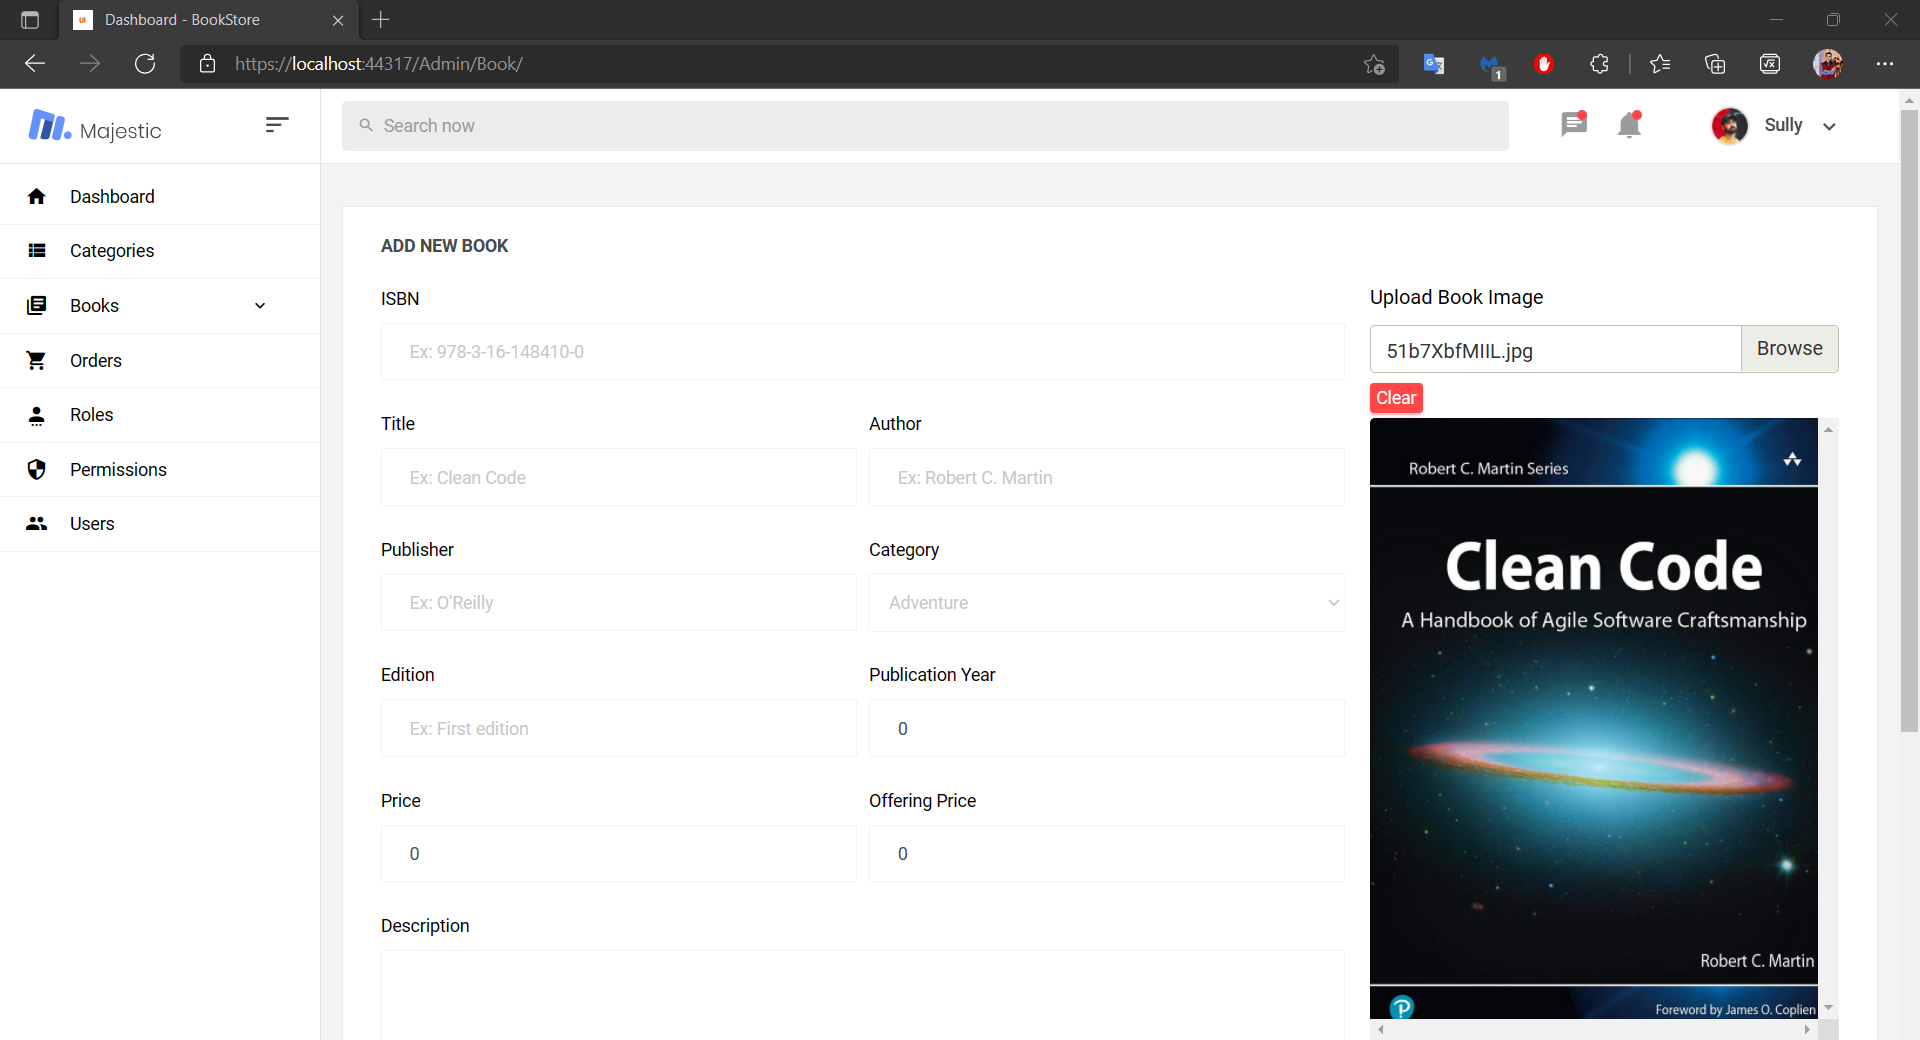 Dashboard - BookStore
https://localhost:44317/Admin/Book/
1
Majestic
Search now
Sully
Dashboard
Categories
Books
Orders
Roles
Permissions
Users
ADD NEW BOOK
ISBN
Ex: 978-3-16-148410-0
Title
Author
Ex: Clean Code
Ex: Robert C. Martin
Publisher
Category
Ex: O'Reilly
Adventure
Edition
Publication Year
Ex: First edition
0
Price
Offering Price
0
0
Description
Upload Book Image
51b7XbfMIIL.jpg
Browse
Clear
Robert C. Martin Series
Clean Code
A Handbook of Agile Software Craftsmanship
Robert C. Martin
P
Foreword by James O. Coplien